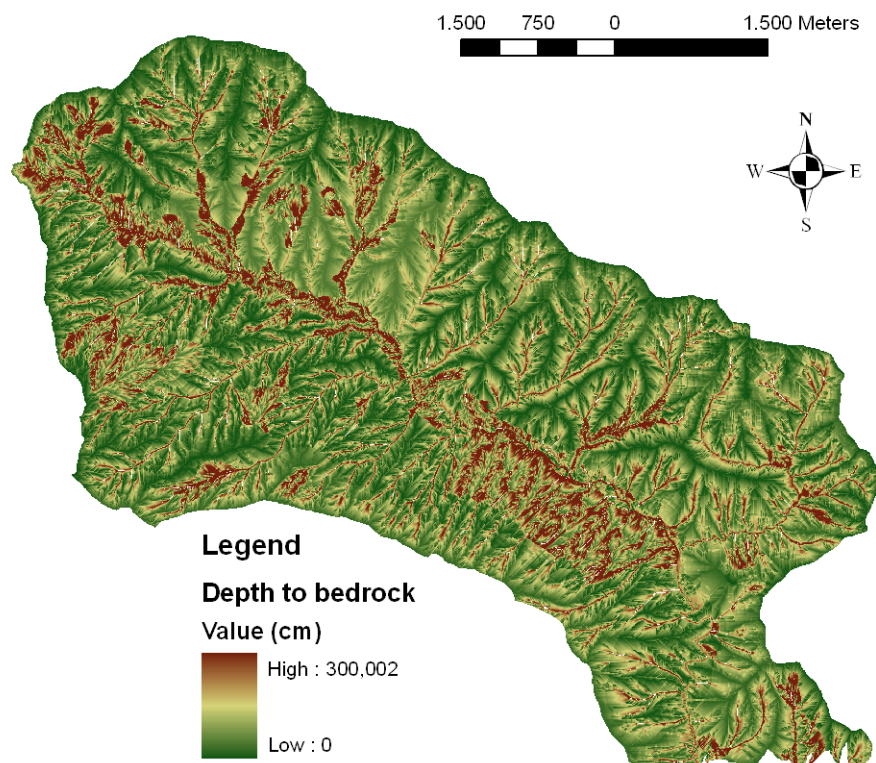 1.500 750 0 1.500 Meters
N
W E
S
Legend
Depth to bedrock
Value (cm)
High : 300,002
Low : 0